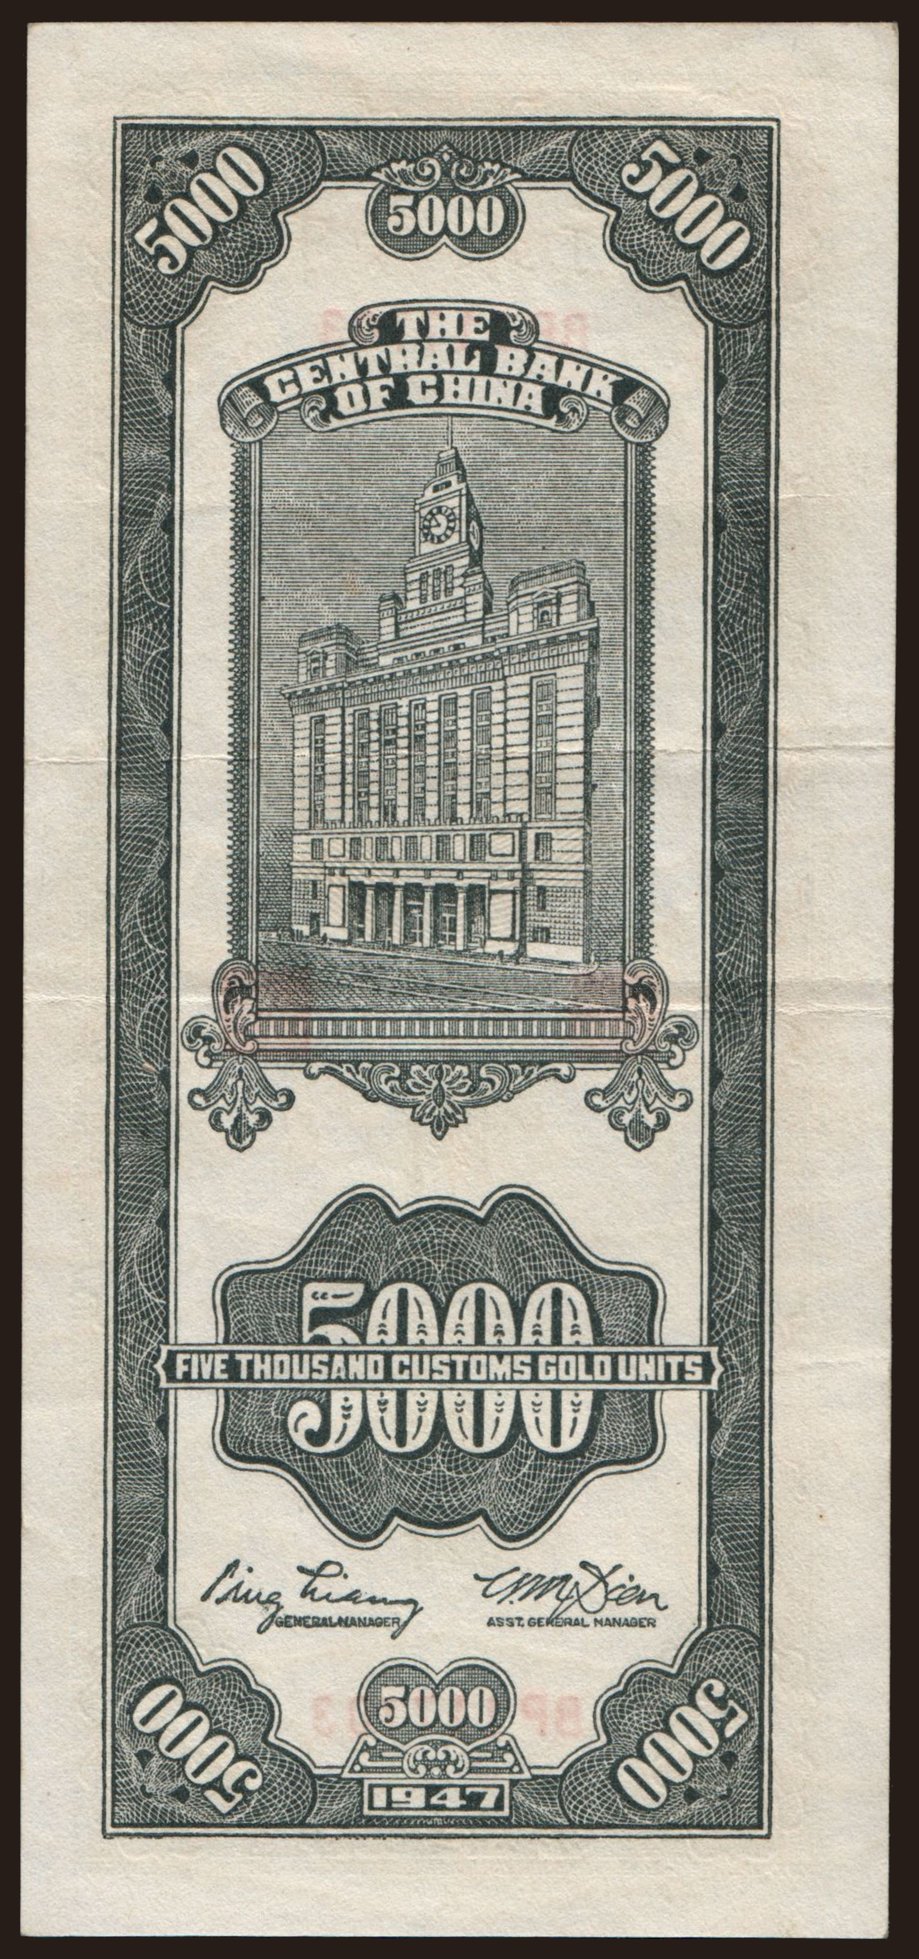 5000 5000 5000
THE
CENTRAL BANK
OF CHINA
5000
FIVE THOUSAND CUSTOMS GOLD UNITS
GENERAL MANAGER ASST. GENERAL MANAGER
5000 5000 5000
1947